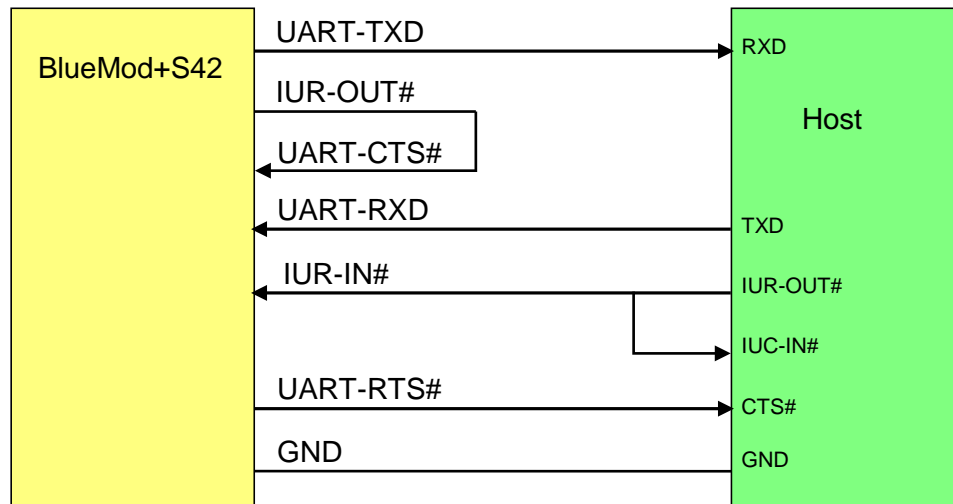 UART-TXD
RXD
BlueMod+S42
IUR-OUT#
Host
UART-CTS#
UART-RXD
TXD
IUR-IN#
IUR-OUT#
IUC-IN#
UART-RTS#
CTS#
GND
GND